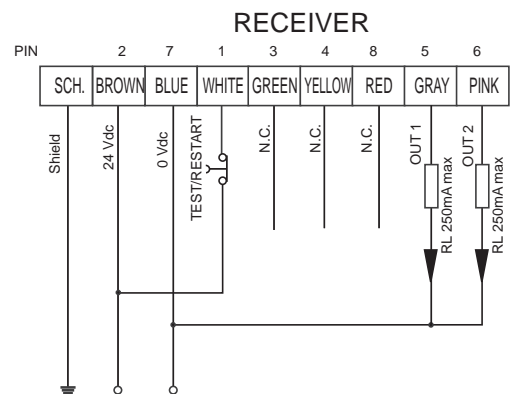 RECEIVER
PIN 2 7 1 3 4 8 5 6
SCH. BROWN BLUE WHITE GREEN YELLOW RED GRAY PINK
Shield
24 Vdc
0 Vdc
TEST/RESTART
N.C.
N.C.
N.C.
OUT 1
RL 250mA max
OUT 2
RL 250mA max